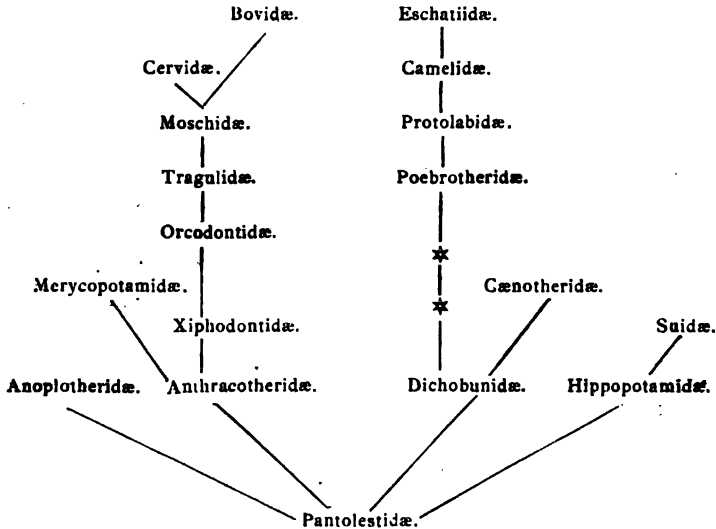 Bovidæ. Eschatiidæ.
Cervidæ. Camelidæ.
Moschidæ. Protolabidæ.
Tragulidæ. Poebrotheridæ.
Orcodontidæ.
Merycopotamidæ. Cænotheridæ.
Xiphodontidæ. Suidæ.
Anoplotheridæ. Anthracotheridæ. Dichobunidæ. Hippopotamidæ.
Pantolestidæ.